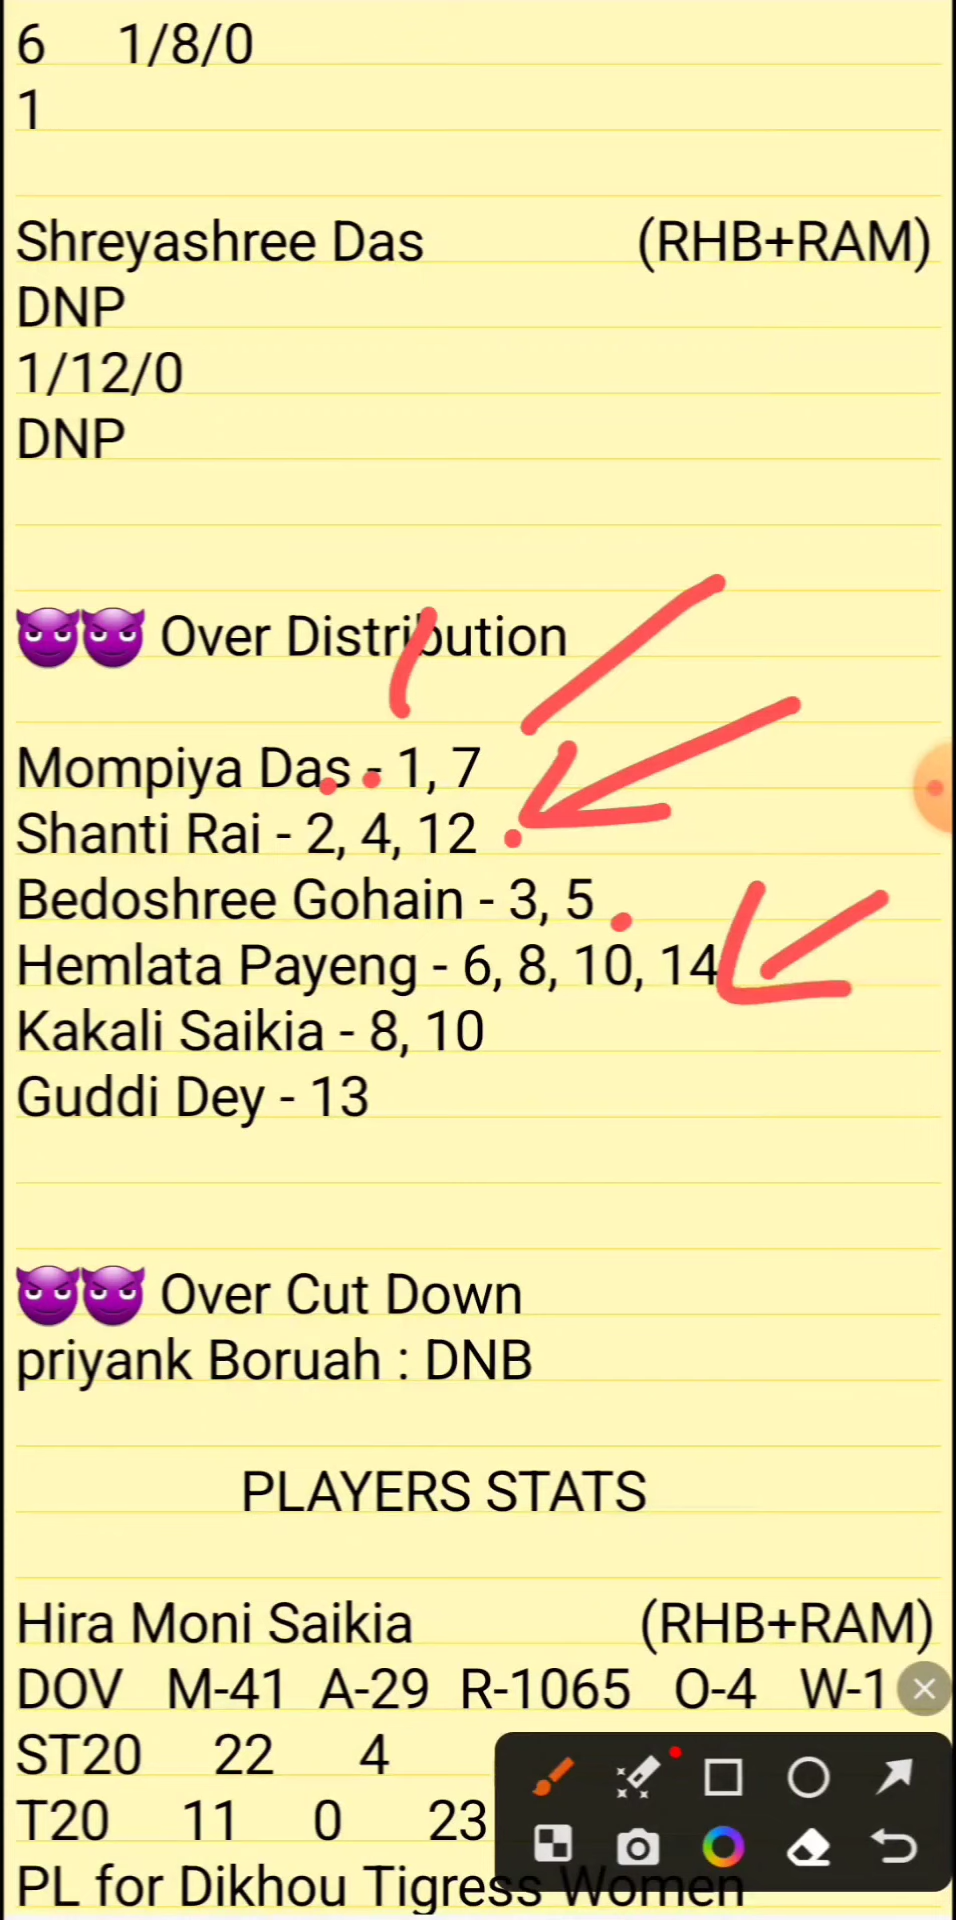 6 1/8/0
1
Shreyashree Das (RHB+RAM)
DNP
1/12/0
DNP
😈😈 Over Distribution
Mompiya Das - 1, 7
Shanti Rai - 2, 4, 12
Bedoshree Gohain - 3, 5
Hemlata Payeng - 6, 8, 10, 14
Kakali Saikia - 8, 10
Guddi Dey - 13
😈😈 Over Cut Down
priyank Boruah : DNB
PLAYERS STATS
Hira Moni Saikia (RHB+RAM)
DOV M-41 A-29 R-1065 O-4 W-1
ST20 22 4
T20 11 0 23
PL for Dikhou Tigress Women